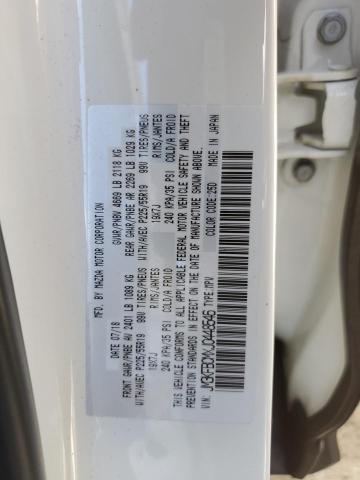 MFD. BY MAZDA MOTOR CORPORATION
DATE: 07/18 GVWR/PNBV 4669 LB 2118 KG
FRONT GAWR/PNBE AV 2401 LB 1089 KG REAR GAWR/PNBE AR 2269 LB 1029 KG
WITH/AVEC P225/55R19 99V TIRES/PNEUS WITH/AVEC P225/55R19 99V TIRES/PNEUS
19X7J RIMS/JANTES 19X7J RIMS/JANTES
240 KPA/35 PSI COLD/A FROID 240 KPA/35 PSI COLD/A FROID
THIS VEHICLE CONFORMS TO ALL APPLICABLE FEDERAL MOTOR VEHICLE SAFETY AND THEFT
PREVENTION STANDARDS IN EFFECT ON THE DATE OF MANUFACTURE SHOWN ABOVE.
MADE IN JAPAN
VIN: TYPE: MPV COLOR CODE: 25D